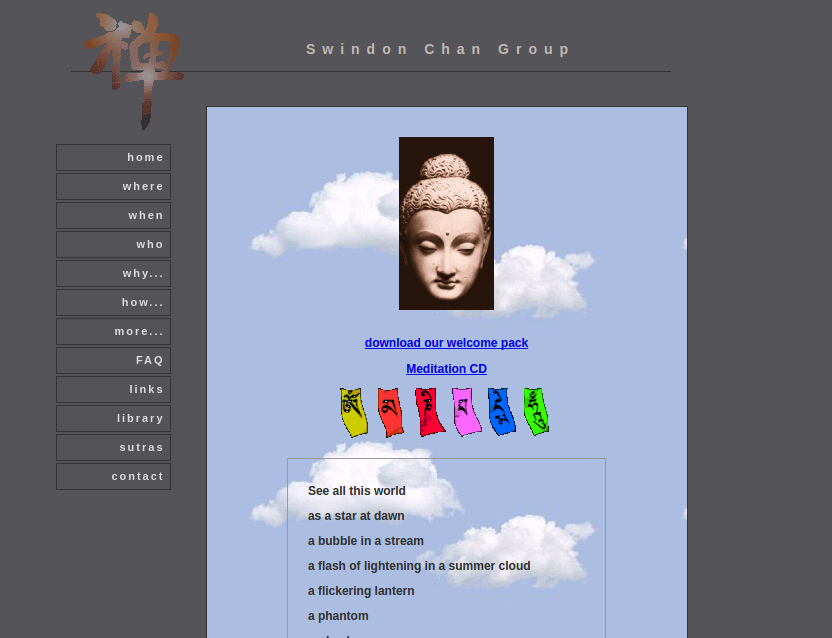 禅
Swindon Chan Group
home
where
when
who
why...
how...
more...
FAQ
links
library
sutras
contact
download our welcome pack
Meditation CD
See all this world
as a star at dawn
a bubble in a stream
a flash of lightening in a summer cloud
a flickering lantern
a phantom